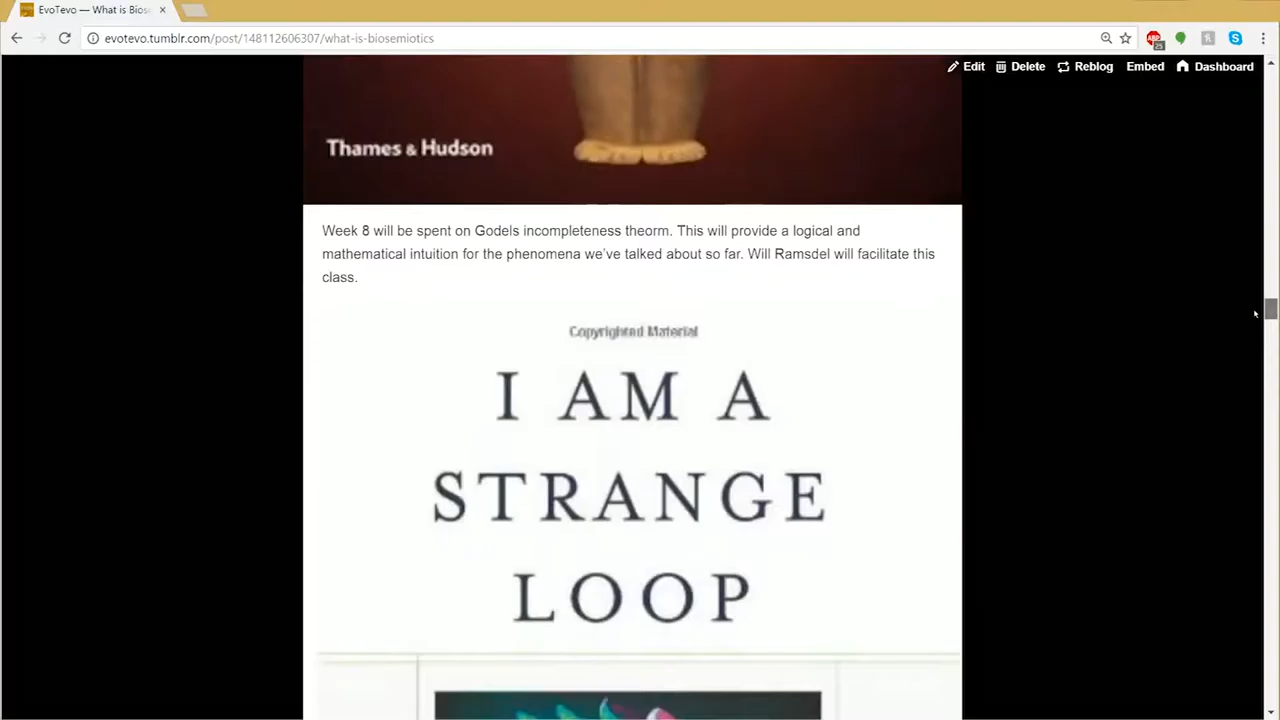 EvoTevo — What is Bios
evotevo.tumblr.com/post/148112606307/what-is-biosemiotics
ABP
25
Edit Delete Reblog Embed Dashboard
Thames & Hudson
Week 8 will be spent on Godels incompleteness theorm. This will provide a logical and
mathematical intuition for the phenomena we've talked about so far. Will Ramsdel will facilitate this
class.
Copyrighted Material
I AM A
STRANGE
LOOP